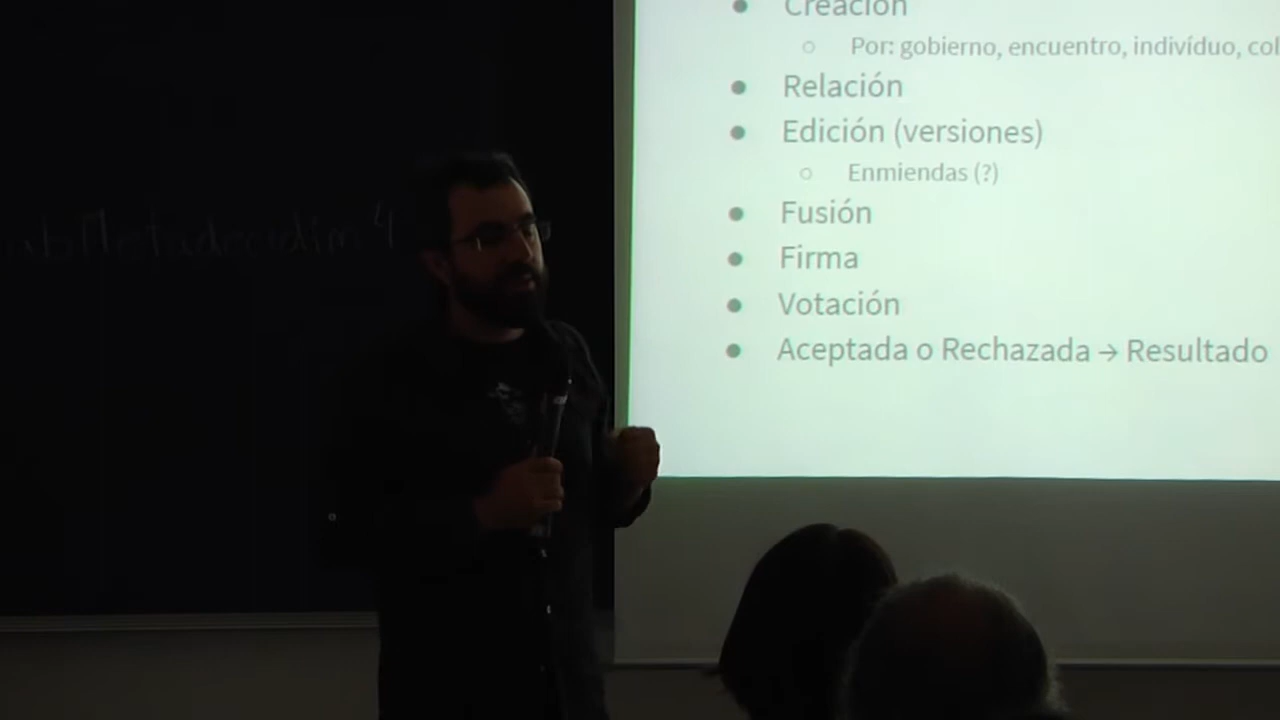 Creación
Por: gobierno, encuentro, indivíduo, col
Relación
Edición (versiones)
Enmiendas (?)
Fusión
Firma
Votación
Aceptada o Rechazada → Resultado